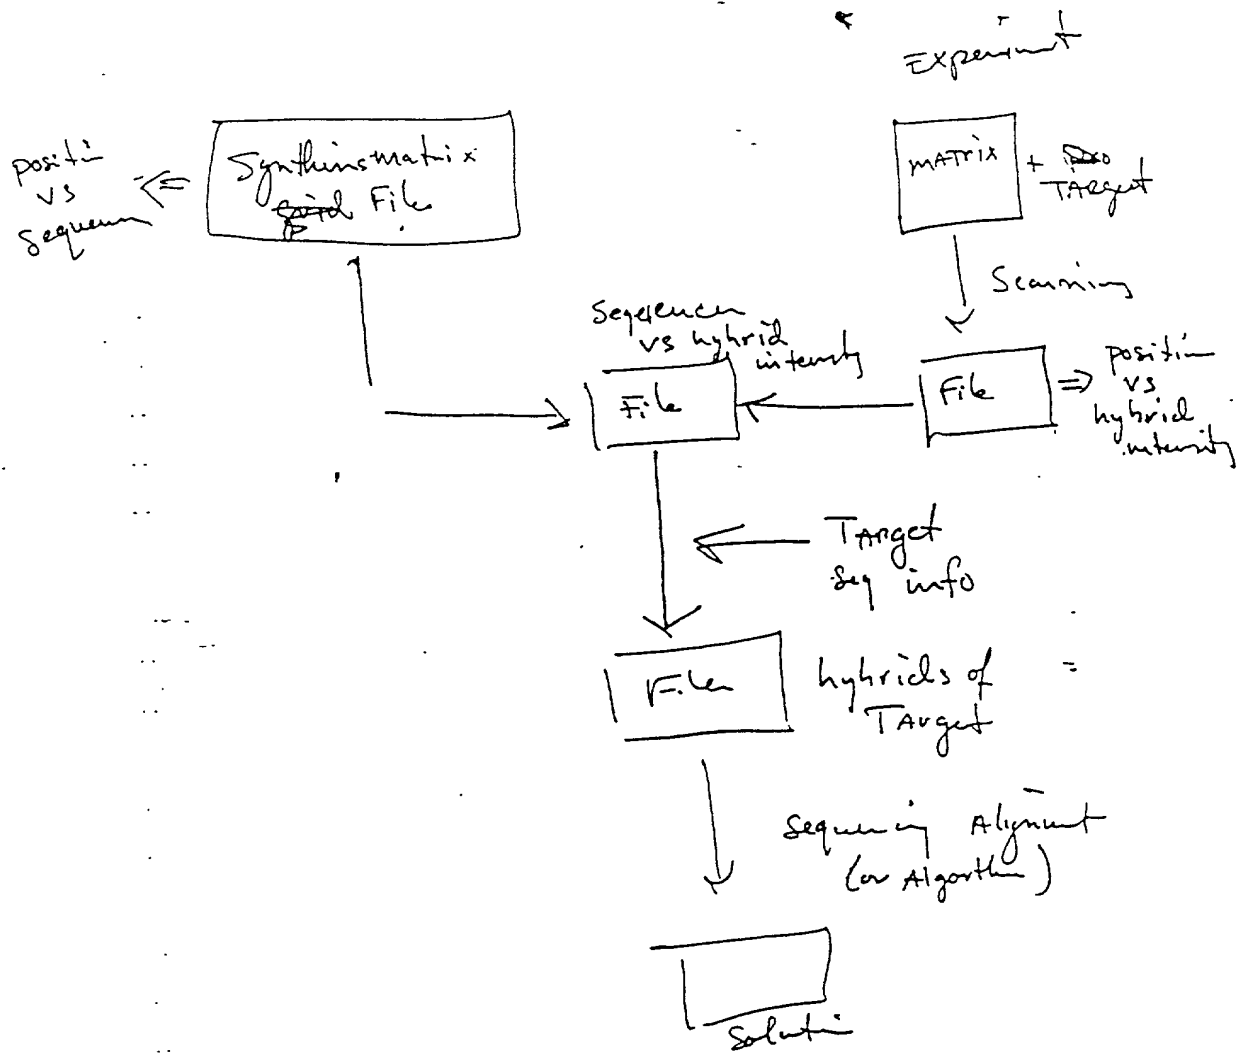 Experiment
Synthesis matrix
File
position
vs
sequence
MATrix
+
TARget
Scanning
Sequence
vs hybrid
intensity
File
File
position
vs
hybrid
intensity
TArget
Seq info
File
hybrids of
TArget
Sequencing Alignment
(or Algorthm)
Solution